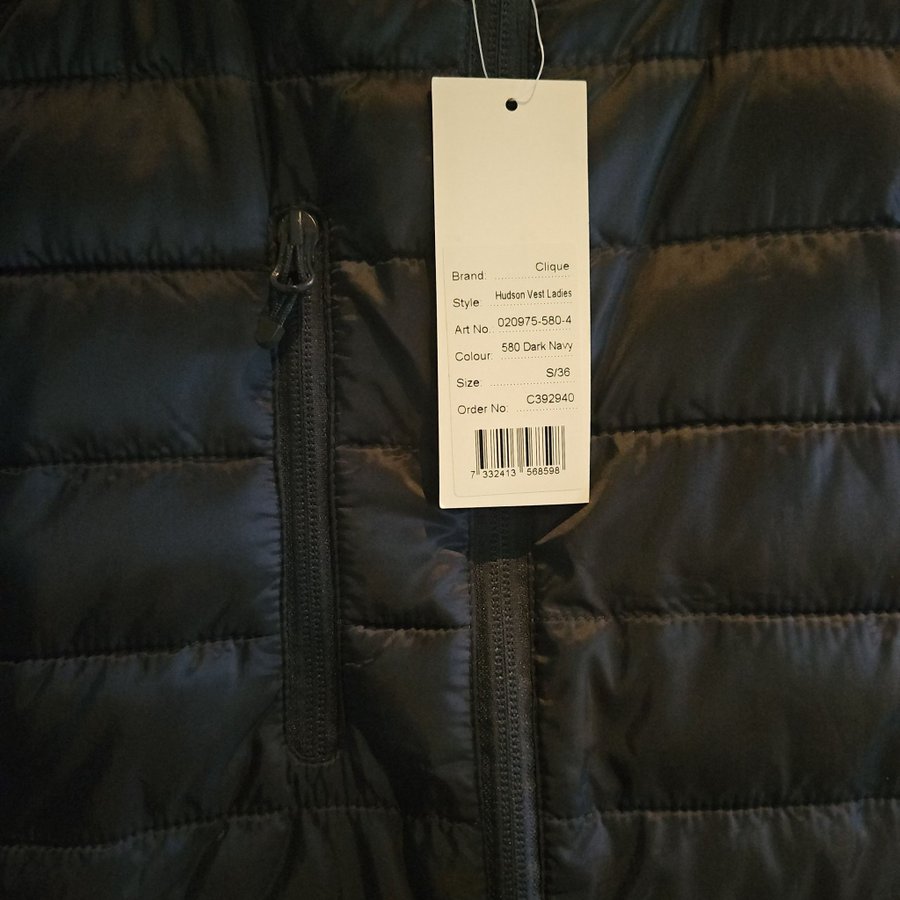 Brand: Clique
Style: Hudson Vest Ladies
Art No.: 020975-580-4
Colour: 580 Dark Navy
Size: S/36
Order No: C392940
7 332413 568598